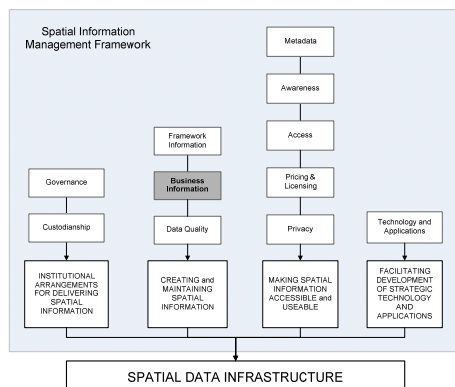 Spatial Information
Management Framework
Metadata
Awareness
Access
Pricing &
Licensing
Privacy
Framework
Information
Business
Information
Data Quality
Governance
Custodianship
Technology and
Applications
INSTITUTIONAL
ARRANGEMENTS
FOR DELIVERING
SPATIAL
INFORMATION
CREATING and
MAINTAINING
SPATIAL
INFORMATION
MAKING SPATIAL
INFORMATION
ACCESSIBLE and
USEABLE
FACILITATING
DEVELOPMENT
OF STRATEGIC
TECHNOLOGY
AND
APPLICATIONS
SPATIAL DATA INFRASTRUCTURE